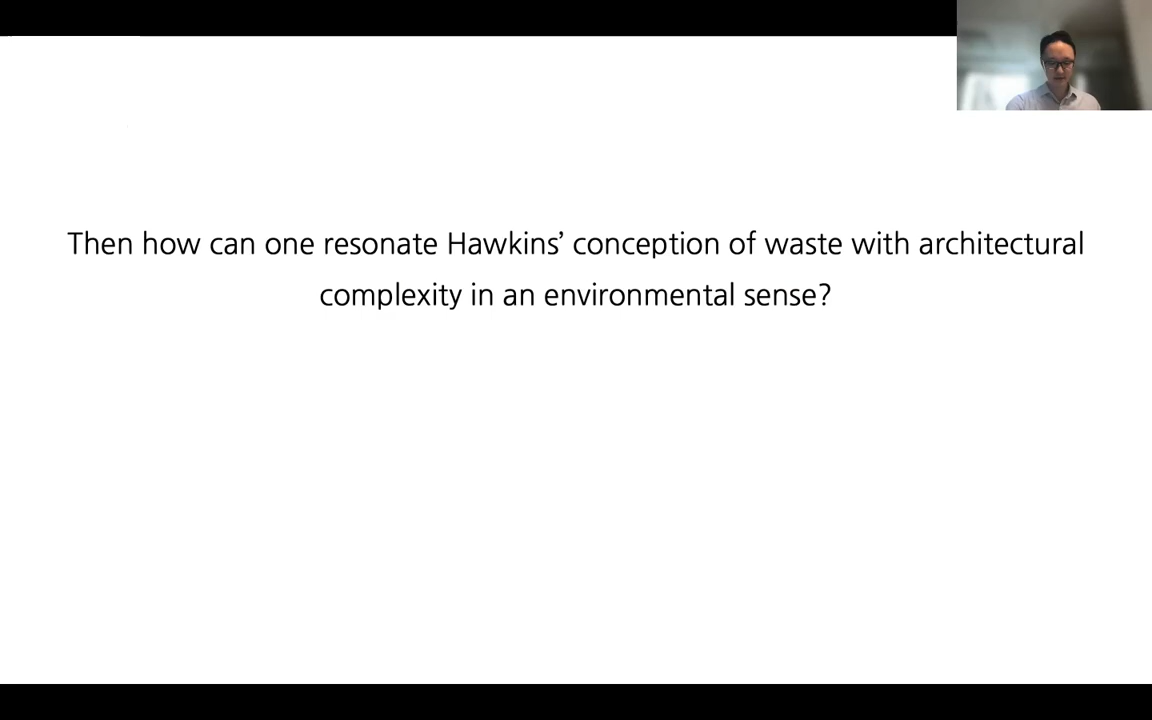 Then how can one resonate Hawkins’ conception of waste with architectural
complexity in an environmental sense?